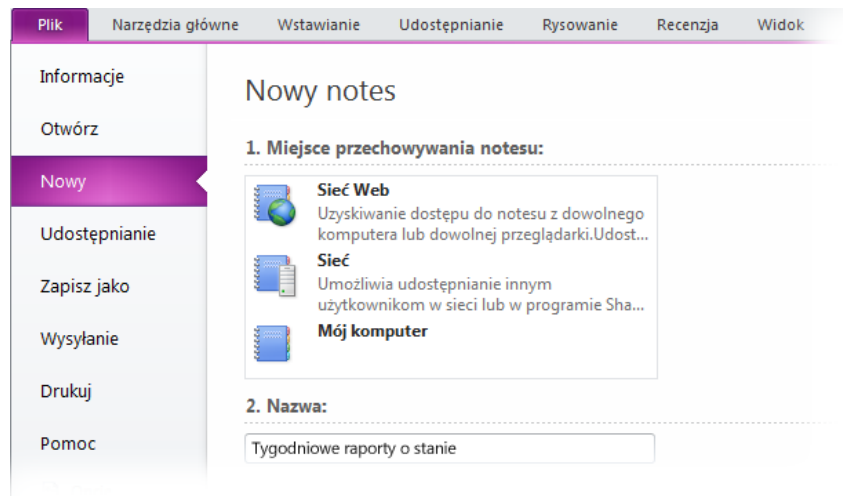 Plik Narzędzia główne Wstawianie Udostępnianie Rysowanie Recenzja Widok
Informacje
Otwórz
Nowy
Udostępnianie
Zapisz jako
Wysyłanie
Drukuj
Pomoc
Nowy notes
1. Miejsce przechowywania notesu:
Sieć Web
Uzyskiwanie dostępu do notesu z dowolnego
komputera lub dowolnej przeglądarki.Udost...
Sieć
Umożliwia udostępnianie innym
użytkownikom w sieci lub w programie Sha...
Mój komputer
2. Nazwa:
Tygodniowe raporty o stanie